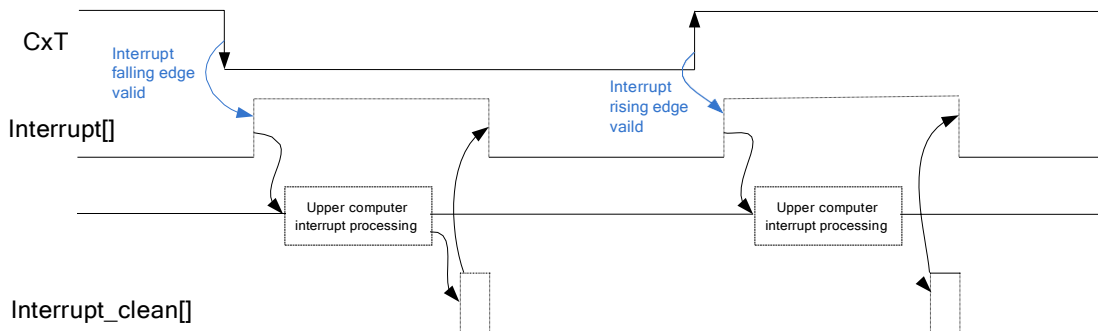 CxT
Interrupt
falling edge
valid
Interrupt
rising edge
vaild
Interrupt[]
Upper computer
interrupt processing
Upper computer
interrupt processing
Interrupt_clean[]